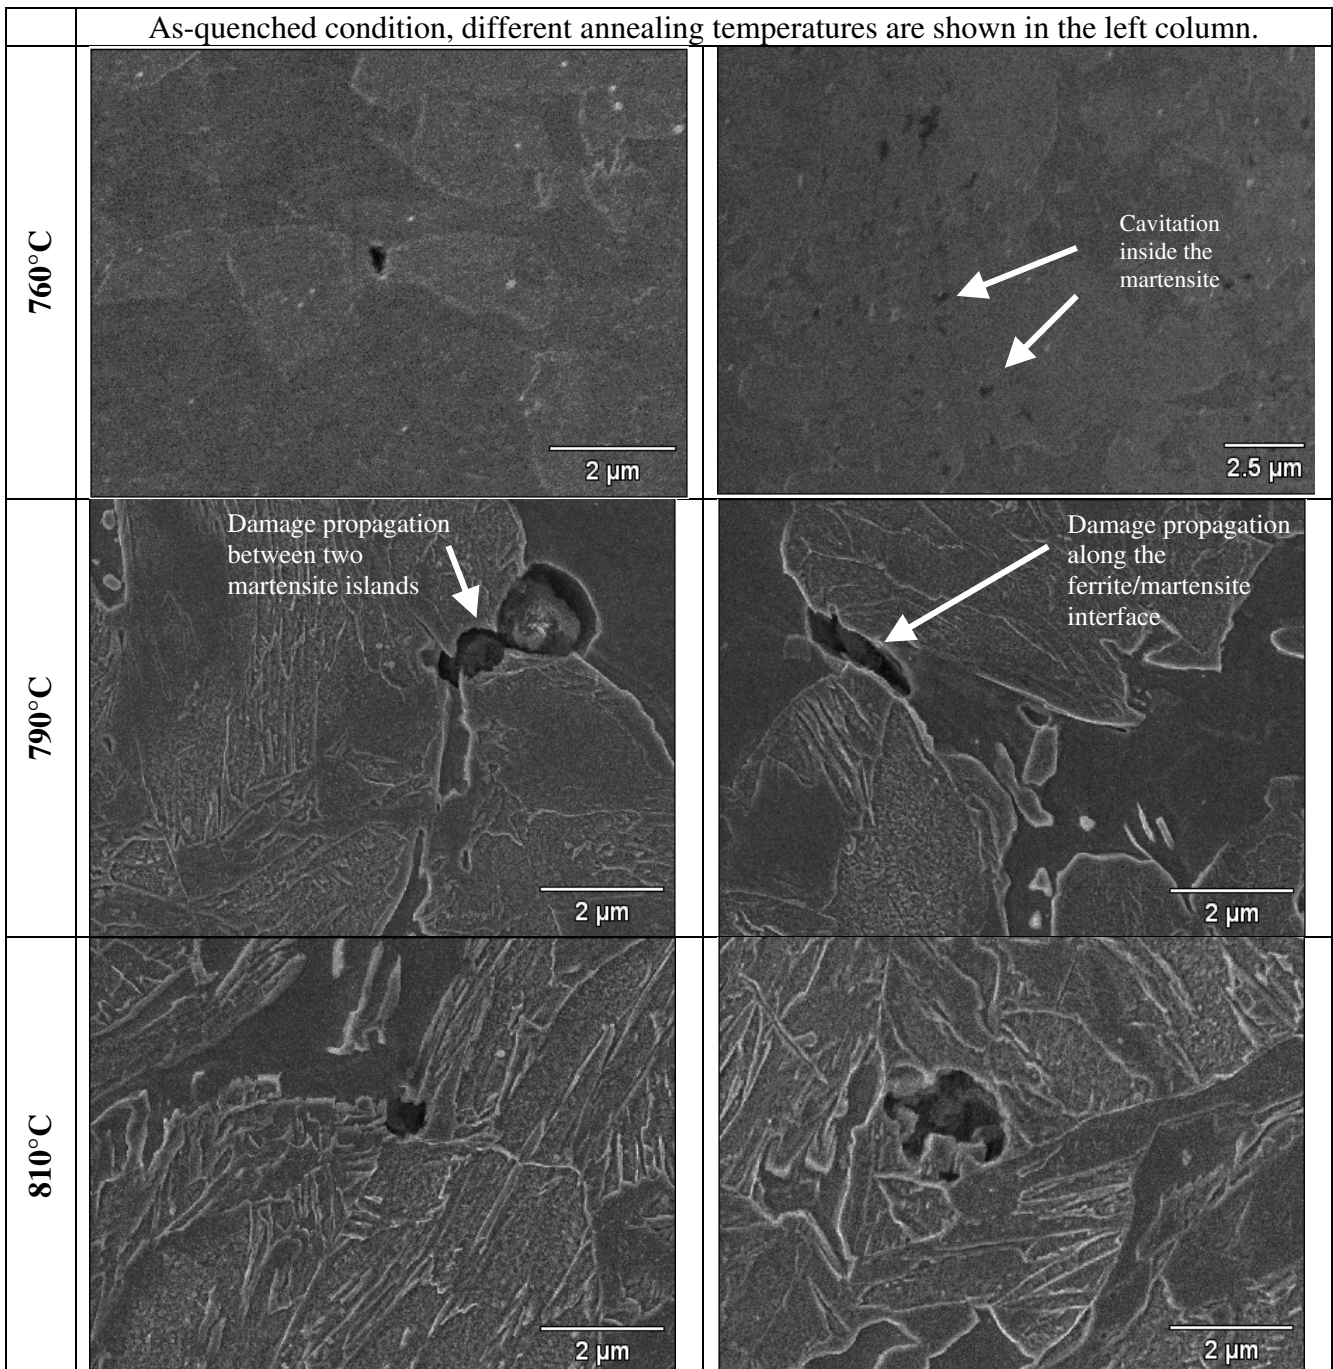 As-quenched condition, different annealing temperatures are shown in the left column.
760°C
2 µm
Cavitation
inside the
martensite
2.5 µm
790°C
Damage propagation
between two
martensite islands
2 µm
Damage propagation
along the
ferrite/martensite
interface
2 µm
810°C
2 µm
2 µm